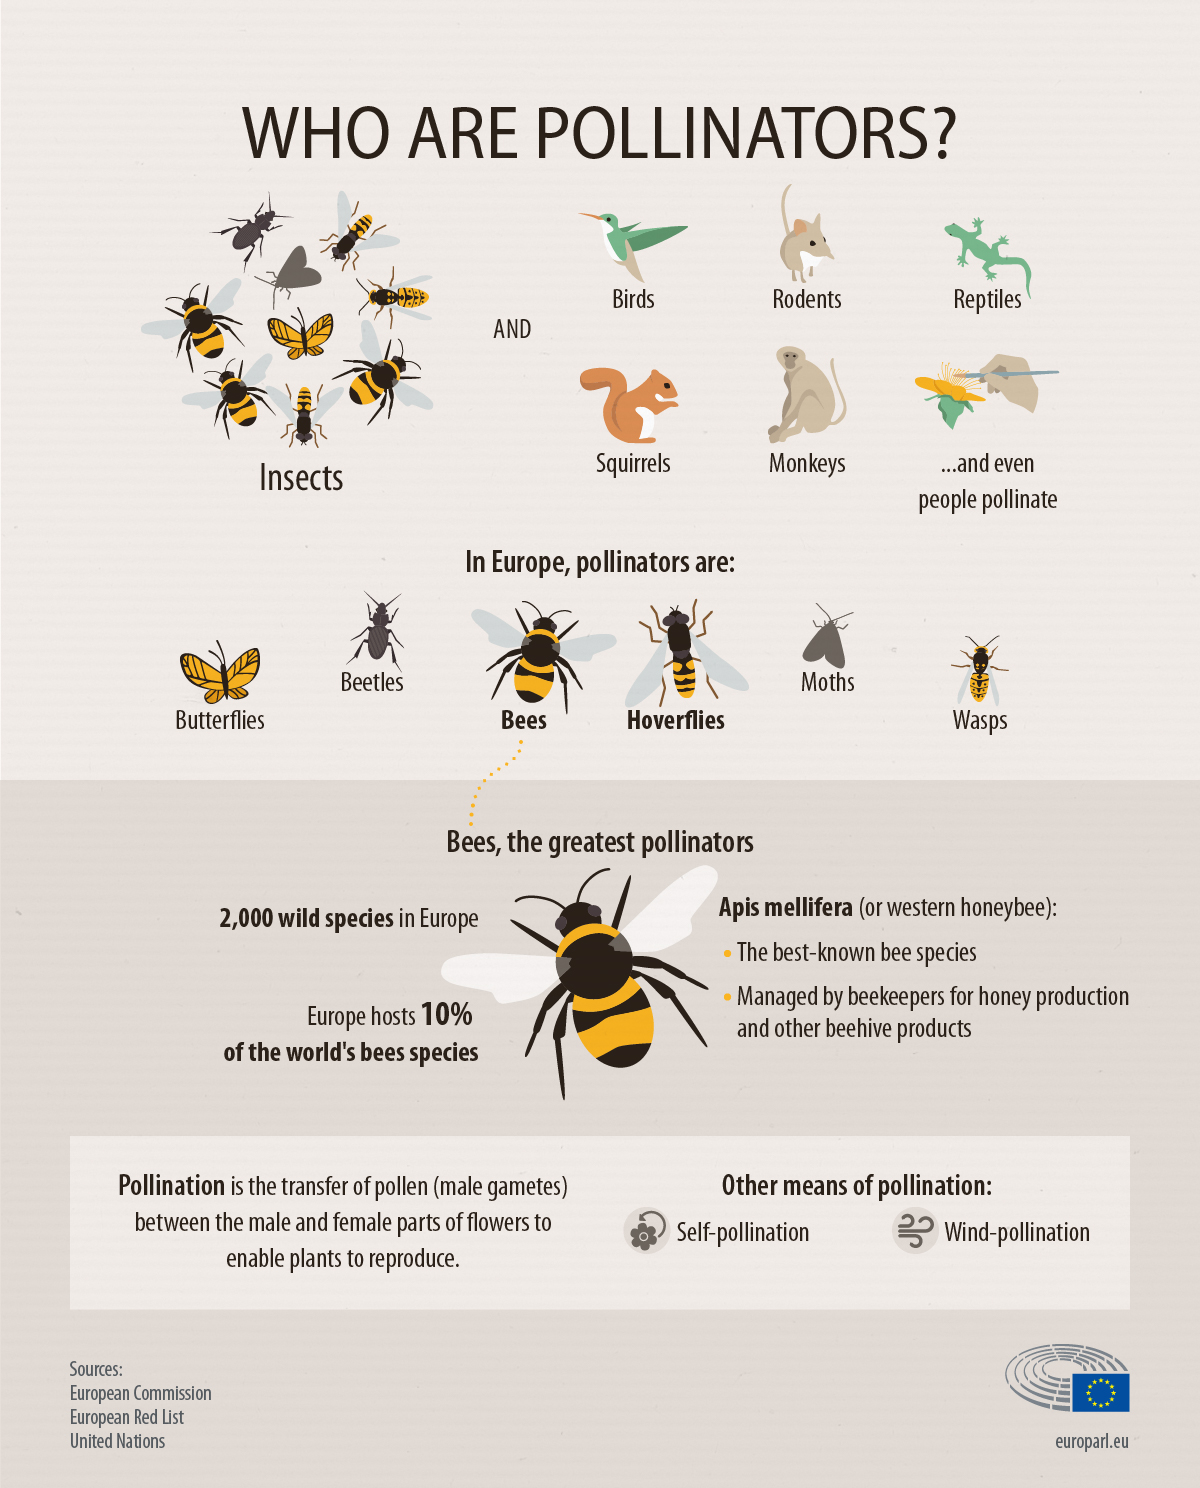 WHO ARE POLLINATORS?
Insects
AND
Birds
Rodents
Reptiles
Squirrels
Monkeys
...and even
people pollinate
In Europe, pollinators are:
Butterflies
Beetles
Bees
Hoverflies
Moths
Wasps
Bees, the greatest pollinators
2,000 wild species in Europe
Europe hosts 10%
of the world's bees species
Apis mellifera (or western honeybee):
• The best-known bee species
• Managed by beekeepers for honey production
and other beehive products
Pollination is the transfer of pollen (male gametes)
between the male and female parts of flowers to
enable plants to reproduce.
Other means of pollination:
Self-pollination
Wind-pollination
Sources:
European Commission
European Red List
United Nations
europarl.eu